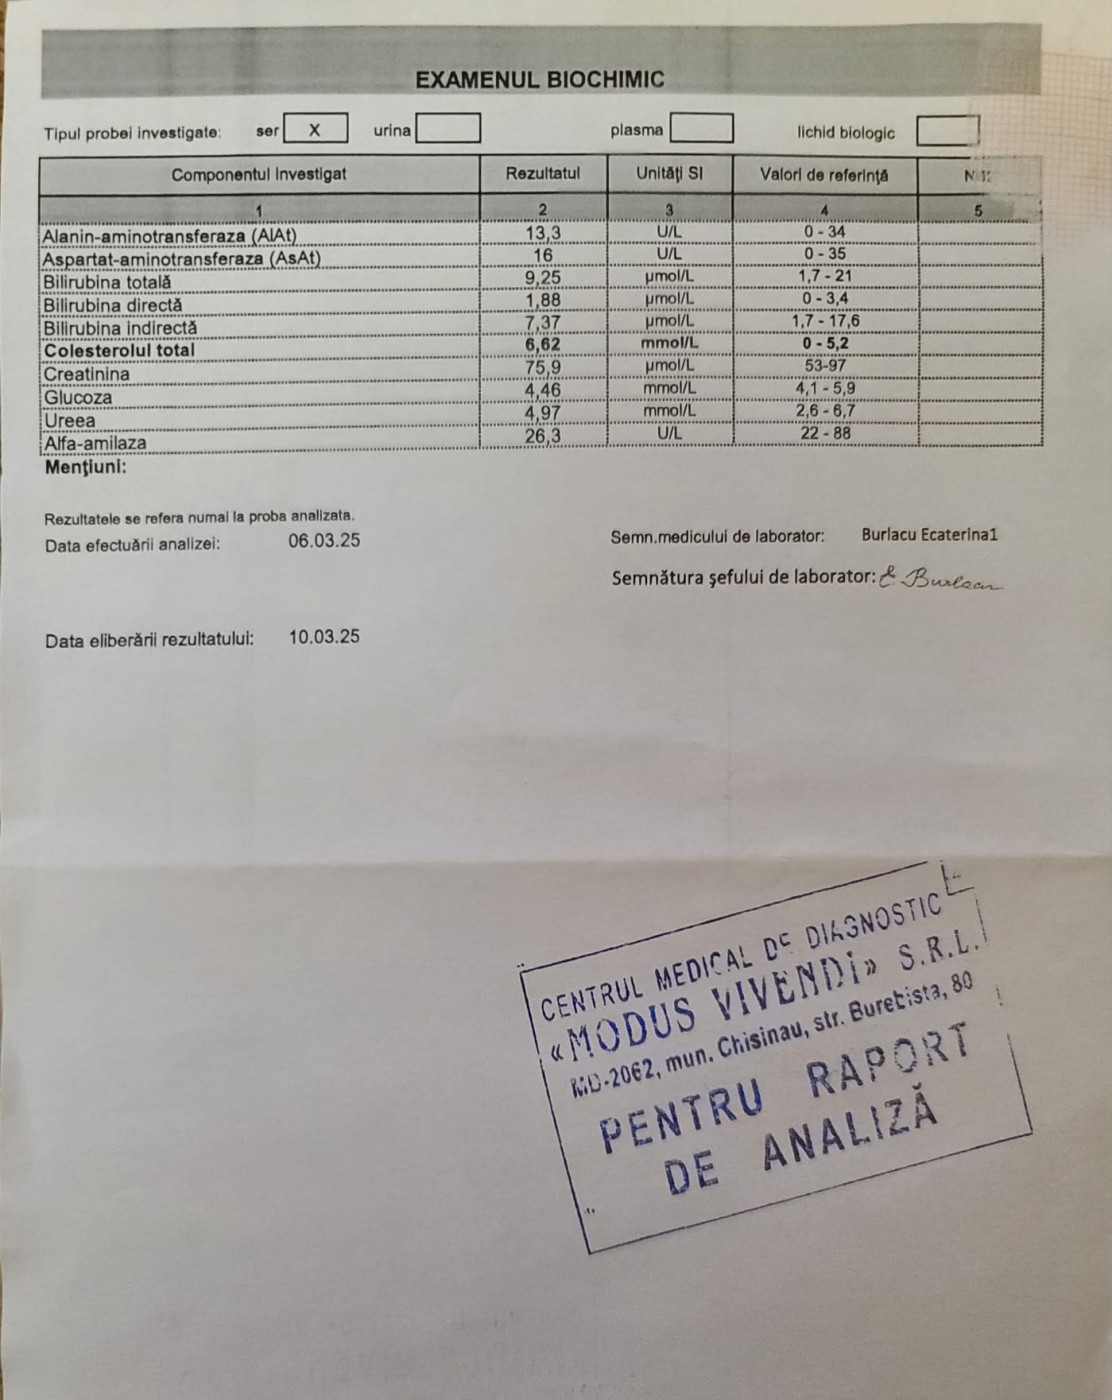 EXAMENUL BIOCHIMIC
Tipul probei investigate: ser X urina plasma lichid biologic
Componentul investigat Rezultatul Unități SI Valori de referință
1 2 3 4 5
Alanin-aminotransferaza (AlAt) 13,3 U/L 0 - 34
Aspartat-aminotransferaza (AsAt) 16 U/L 0 - 35
Bilirubina totală 9,25 µmol/L 1,7 - 21
Bilirubina directă 1,88 µmol/L 0 - 3,4
Bilirubina indirectă 7,37 µmol/L 1,7 - 17,6
Colesterolul total 6,62 mmol/L 0 - 5,2
Creatinina 75,9 µmol/L 53-97
Glucoza 4,46 mmol/L 4,1 - 5,9
Ureea 4,97 mmol/L 2,6 - 6,7
Alfa-amilaza 26,3 U/L 22 - 88
Mențiuni:
Rezultatele se refera numai la proba analizata.
Data efectuării analizei: 06.03.25
Semn.medicului de laborator: Burlacu Ecaterina1
Semnătura şefului de laborator: E. Burlacu
Data eliberării rezultatului: 10.03.25
CENTRUL MEDICAL DE DIAGNOSTIC
«MODUS VIVENDI» S.R.L.
MD-2062, mun. Chisinau, str. Burebista, 80
PENTRU RAPORT
DE ANALIZĂ